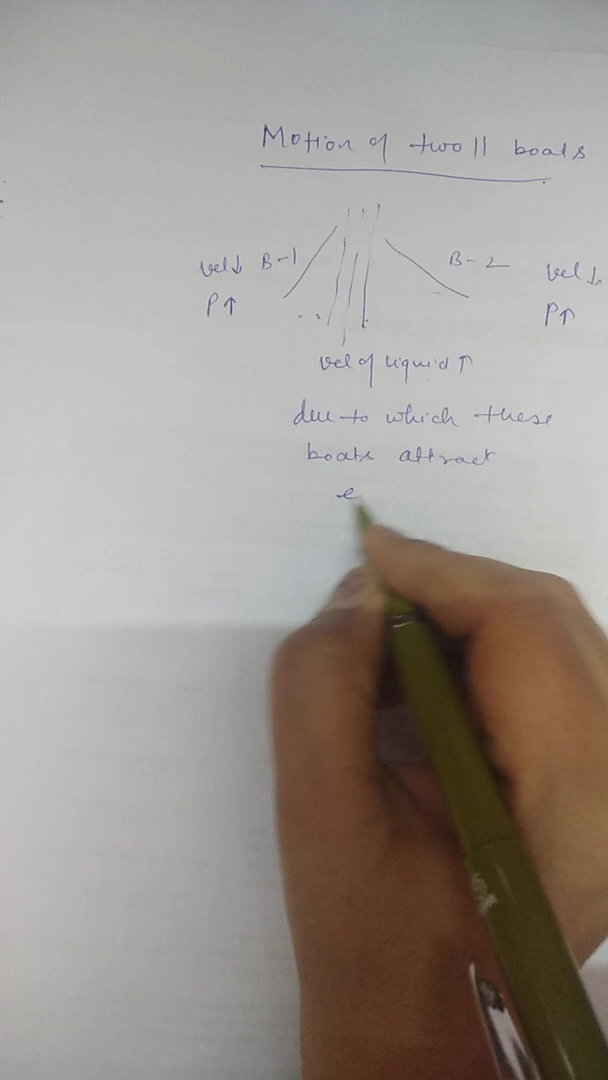 Motion of two || boats
vel↓ B-1 B-2 vel↓
P↑ P↑
vel of liquid ↑
due to which these
boats attract
e